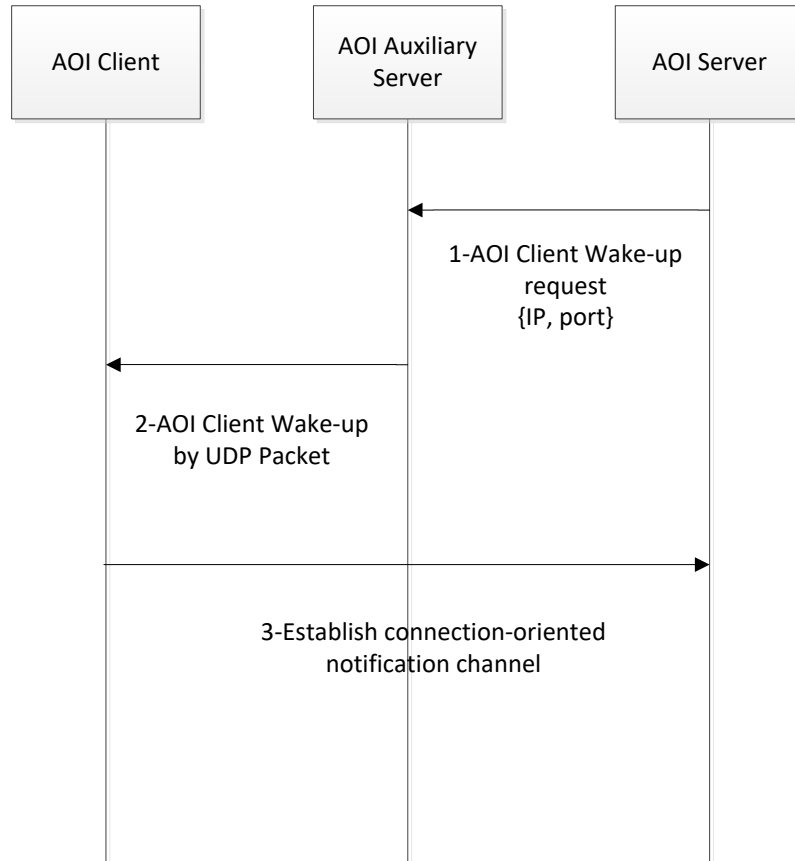 AOI Client
AOI Auxiliary
Server
AOI Server
1-AOI Client Wake-up
request
{IP, port}
2-AOI Client Wake-up
by UDP Packet
3-Establish connection-oriented
notification channel